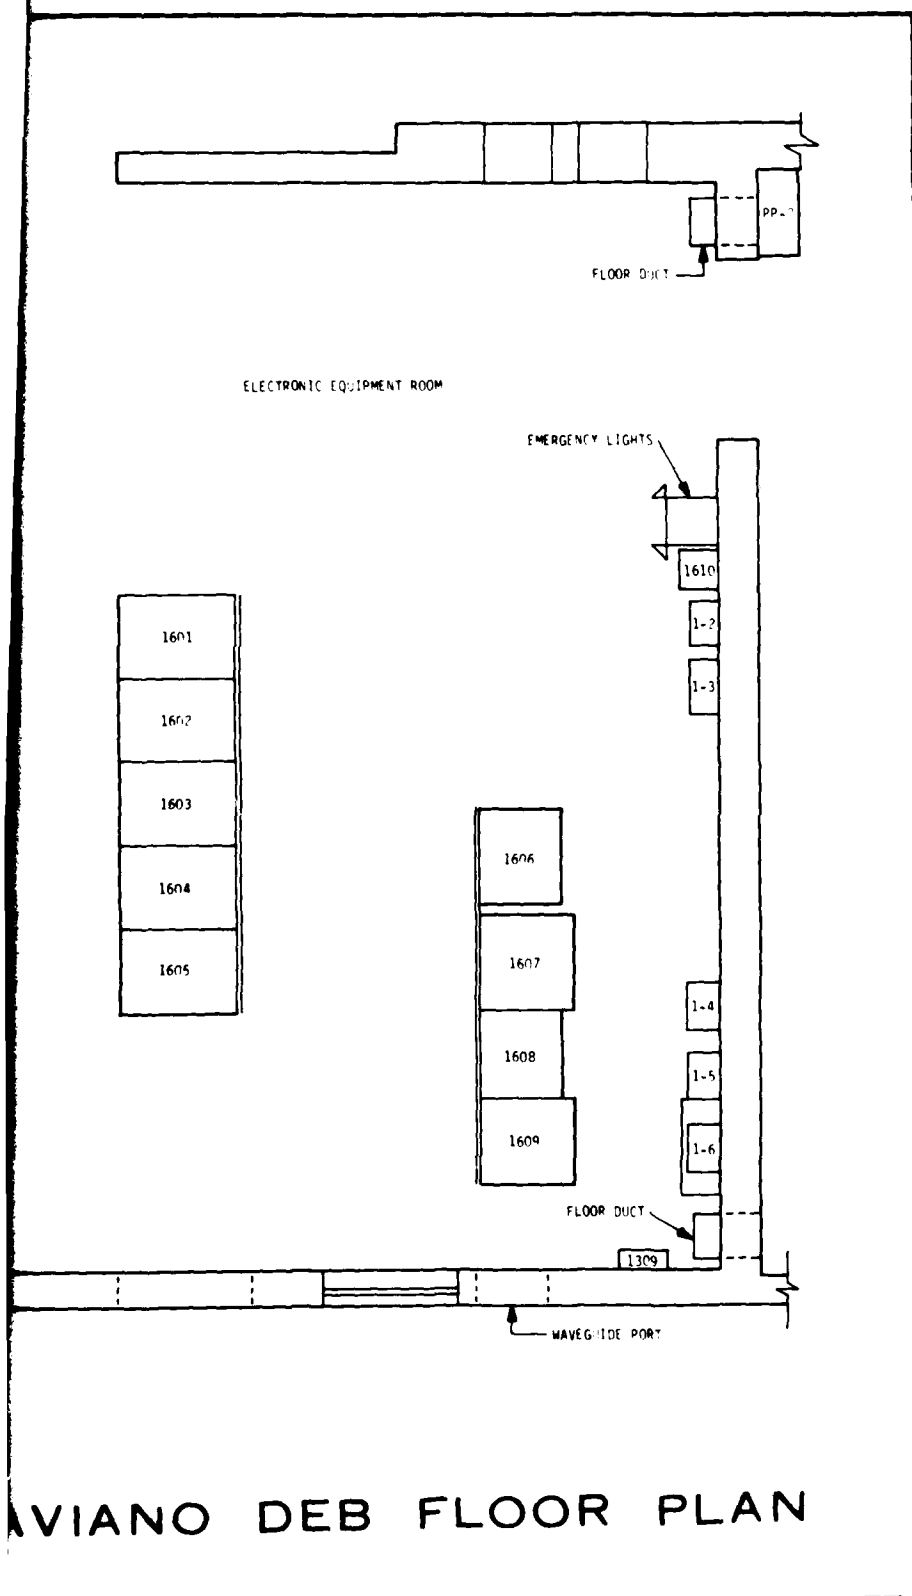 FLOOR DUCT
ELECTRONIC EQUIPMENT ROOM
EMERGENCY LIGHTS
1610
1-2
1-3
1601
1602
1603
1604
1605
1606
1607
1608
1609
1-4
1-5
1-6
FLOOR DUCT
1309
WAVEGUIDE PORT
AVIANO DEB FLOOR PLAN